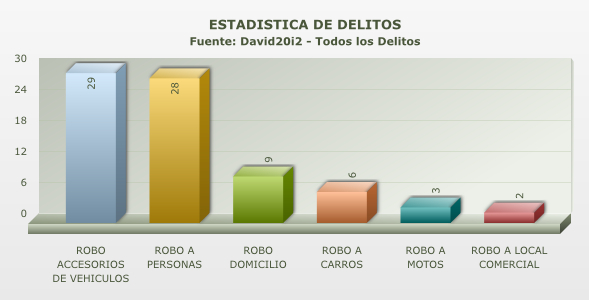 ESTADISTICA DE DELITOS
Fuente: David20i2 - Todos los Delitos
30
24
18
12
6
0
29
28
9
6
3
2
ROBO
ACCESORIOS
DE VEHICULOS
ROBO A
PERSONAS
ROBO
DOMICILIO
ROBO A
CARROS
ROBO A
MOTOS
ROBO A LOCAL
COMERCIAL